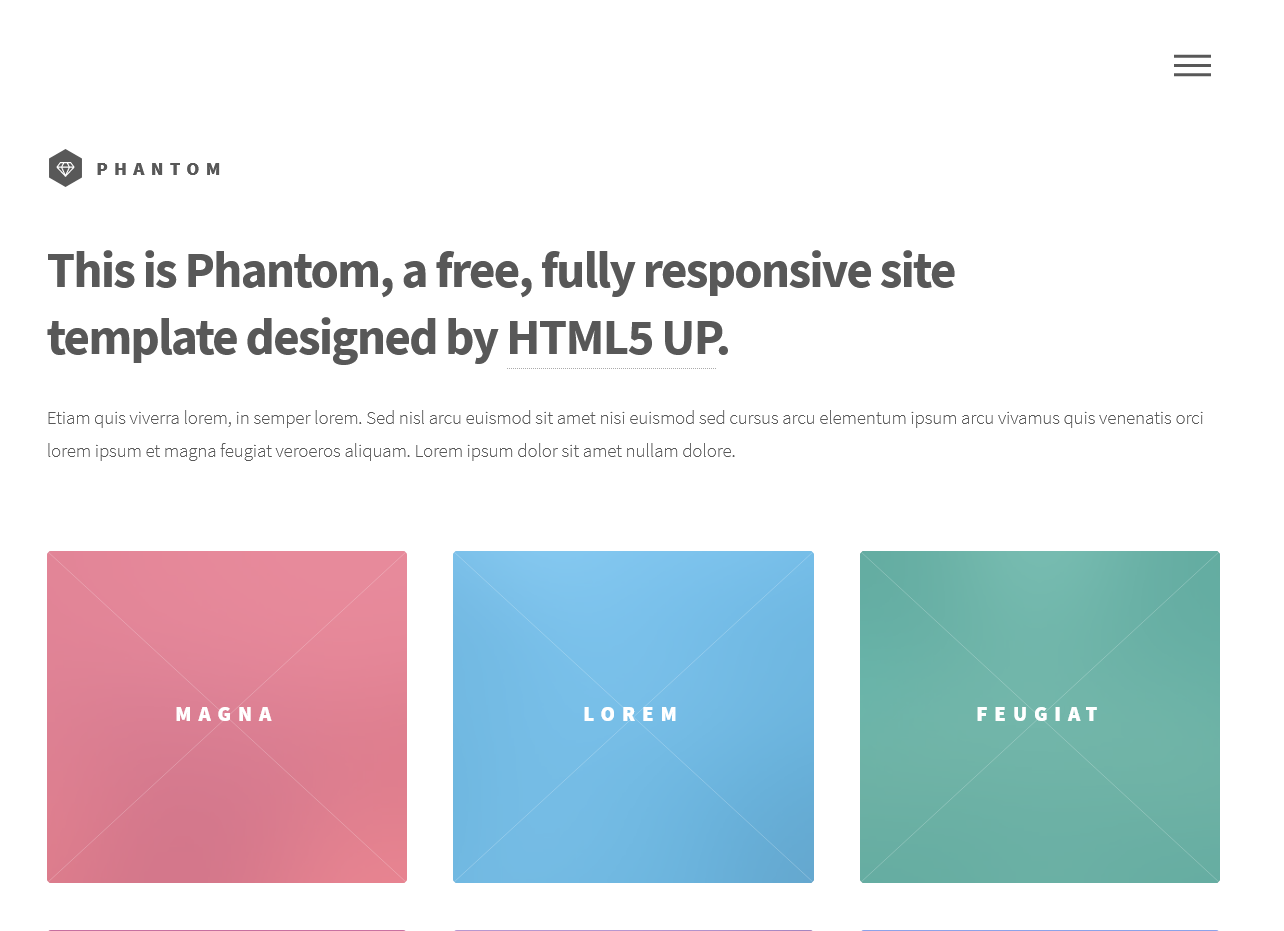 PHANTOM
This is Phantom, a free, fully responsive site
template designed by HTML5 UP.
Etiam quis viverra lorem, in semper lorem. Sed nisl arcu euismod sit amet nisi euismod sed cursus arcu elementum ipsum arcu vivamus quis venenatis orci
lorem ipsum et magna feugiat veroeros aliquam. Lorem ipsum dolor sit amet nullam dolore.
MAGNA
LOREM
FEUGIAT